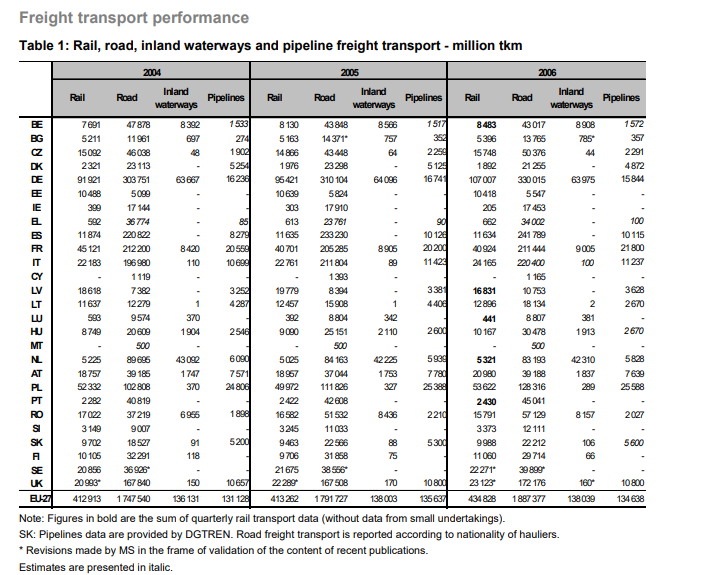 Freight transport performance
Table 1: Rail, road, inland waterways and pipeline freight transport - million tkm
2004 2005 2006
Rail Road Inland waterways Pipelines Rail Road Inland waterways Pipelines Rail Road Inland waterways Pipelines
BE 7 691 47 878 8 392 1 533 8 130 43 848 8 566 1 517 8 483 43 017 8 908 1 572
BG 5 211 11 961 697 274 5 163 14 371* 757 352 5 396 13 765 785* 357
CZ 15 092 46 038 48 1 902 14 866 43 448 64 2 259 15 748 50 376 44 2 291
DK 2 321 23 113 - 5 254 1 976 23 298 - 5 125 1 892 21 255 - 4 872
DE 91 921 303 751 63 667 16 236 95 421 310 104 64 096 16 741 107 007 330 015 63 975 15 844
EE 10 488 5 099 - - 10 639 5 824 - - 10 418 5 547 - -
IE 399 17 144 - - 303 17 910 - - 205 17 453 - -
EL 592 36 774 - 85 613 23 761 - 90 662 34 002 - 100
ES 11 874 220 822 - 8 279 11 635 233 230 - 10 126 11 634 241 789 - 10 115
FR 45 121 212 200 8 420 20 559 40 701 205 285 8 905 20 200 40 924 211 444 9 005 21 800
IT 22 183 196 980 110 10 699 22 761 211 804 89 11 423 24 165 220 400 100 11 237
CY - 1 119 - - - 1 393 - - - 1 165 - -
LV 18 618 7 382 - 3 252 19 779 8 394 - 3 381 16 831 10 753 - 3 628
LT 11 637 12 279 1 4 287 12 457 15 908 1 4 406 12 896 18 134 2 2 670
LU 593 9 574 370 - 392 8 804 342 - 441 8 807 381 -
HU 8 749 20 609 1 904 2 546 9 090 25 151 2 110 2 600 10 167 30 478 1 913 2 670
MT - 500 - - - 500 - - - 500 - -
NL 5 225 89 695 43 092 6 090 5 025 84 163 42 225 5 939 5 321 83 193 42 310 5 828
AT 18 757 39 185 1 747 7 571 18 957 37 044 1 753 7 780 20 980 39 188 1 837 7 639
PL 52 332 102 808 370 24 806 49 972 111 826 327 25 388 53 622 128 316 289 25 588
PT 2 282 40 819 - - 2 422 42 608 - - 2 430 45 041 - -
RO 17 022 37 219 6 955 1 898 16 582 51 532 8 436 2 210 15 791 57 129 8 157 2 027
SI 3 149 9 007 - - 3 245 11 033 - - 3 373 12 111 - -
SK 9 702 18 527 91 5 200 9 463 22 566 88 5 300 9 988 22 212 106 5 600
FI 10 105 32 291 118 - 9 706 31 858 75 - 11 060 29 714 66 -
SE 20 856 36 926* - - 21 675 38 556* - - 22 271* 39 899* - -
UK 20 993* 167 840 150 10 657 22 289* 167 508 170 10 800 23 123* 172 176 160* 10 800
EU-27 412 913 1 747 540 136 131 131 128 413 262 1 791 727 138 003 135 637 434 828 1 887 377 138 039 134 638
Note: Figures in bold are the sum of quarterly rail transport data (without data from small undertakings).
SK: Pipelines data are provided by DGTREN. Road freight transport is reported according to nationality of hauliers.
* Revisions made by MS in the frame of validation of the content of recent publications.
Estimates are presented in italic.